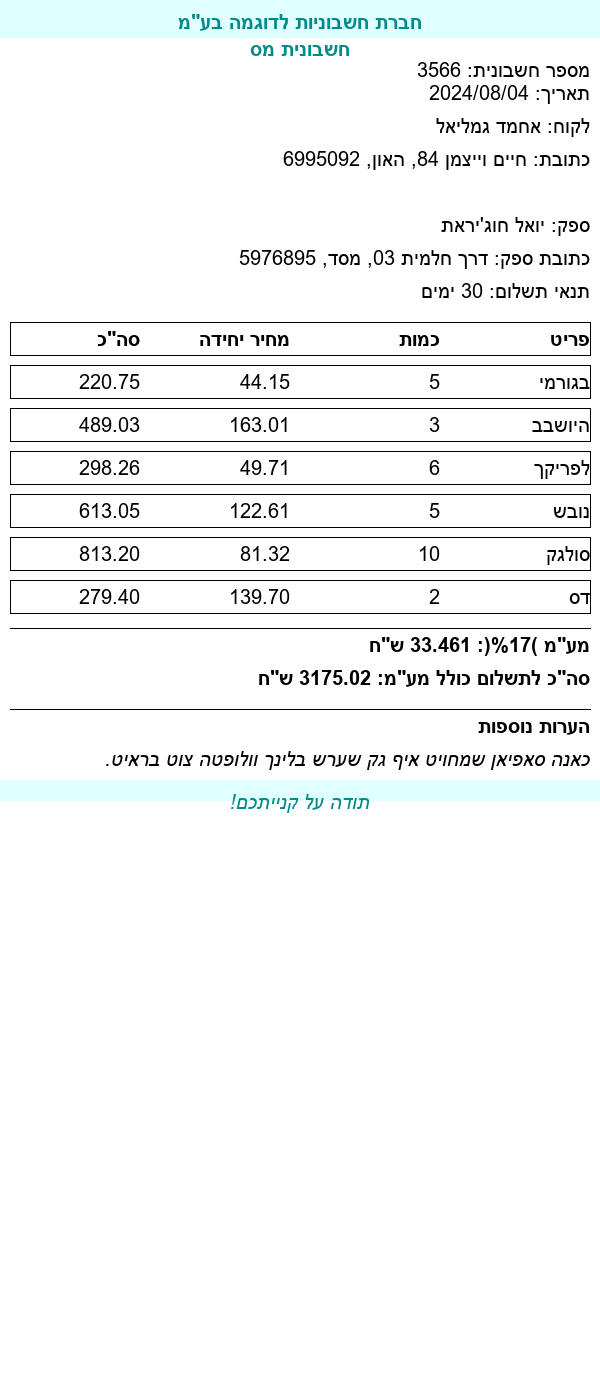 חברת חשבוניות לדוגמה בע"מ
חשבונית מס
מספר חשבונית: 3566
תאריך: 2024/08/04
לקוח: אחמד גמליאל
כתובת: חיים וייצמן 84, האון, 6995092
ספק: יואל חוג'יראת
כתובת ספק: דרך חלמית 03, מסד, 5976895
תנאי תשלום: 30 ימים
פריט כמות מחיר יחידה סה"כ
בגורמי 5 44.15 220.75
היושבב 3 163.01 489.03
לפריקך 6 49.71 298.26
נובש 5 122.61 613.05
סולגק 10 81.32 813.20
דס 2 139.70 279.40
מע"מ )17%(: 33.461 ש"ח
סה"כ לתשלום כולל מע"מ: 3175.02 ש"ח
הערות נוספות
כאנה סאפיאן שמחויט איף גק שערש בלינך וולופטה צוט בראיט.
תודה על קנייתכם!